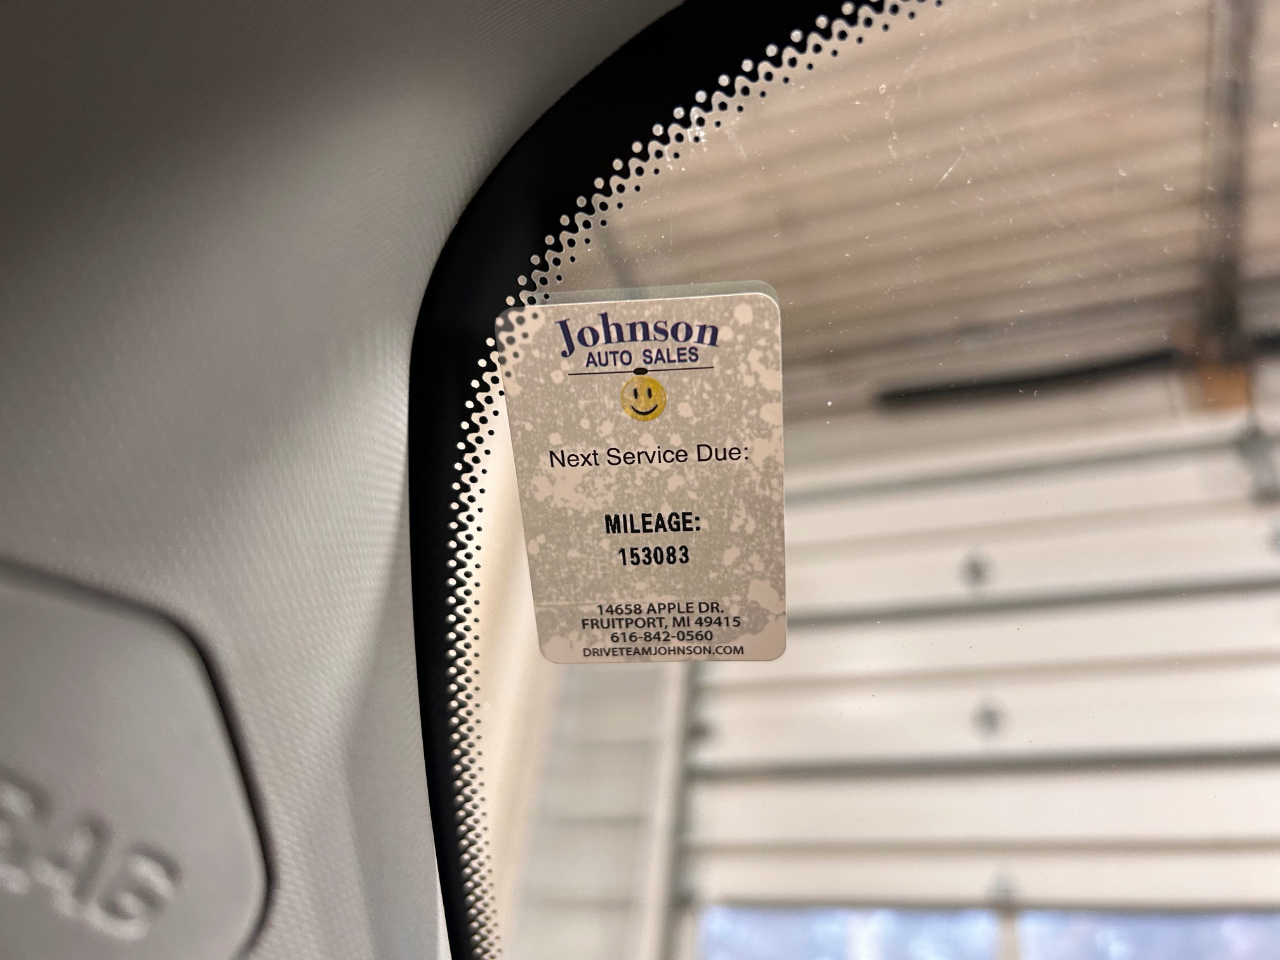 Johnson
AUTO SALES
Next Service Due:
MILEAGE:
153083
14658 APPLE DR.
FRUITPORT, MI 49415
616-842-0560
DRIVETEAMJOHNSON.COM